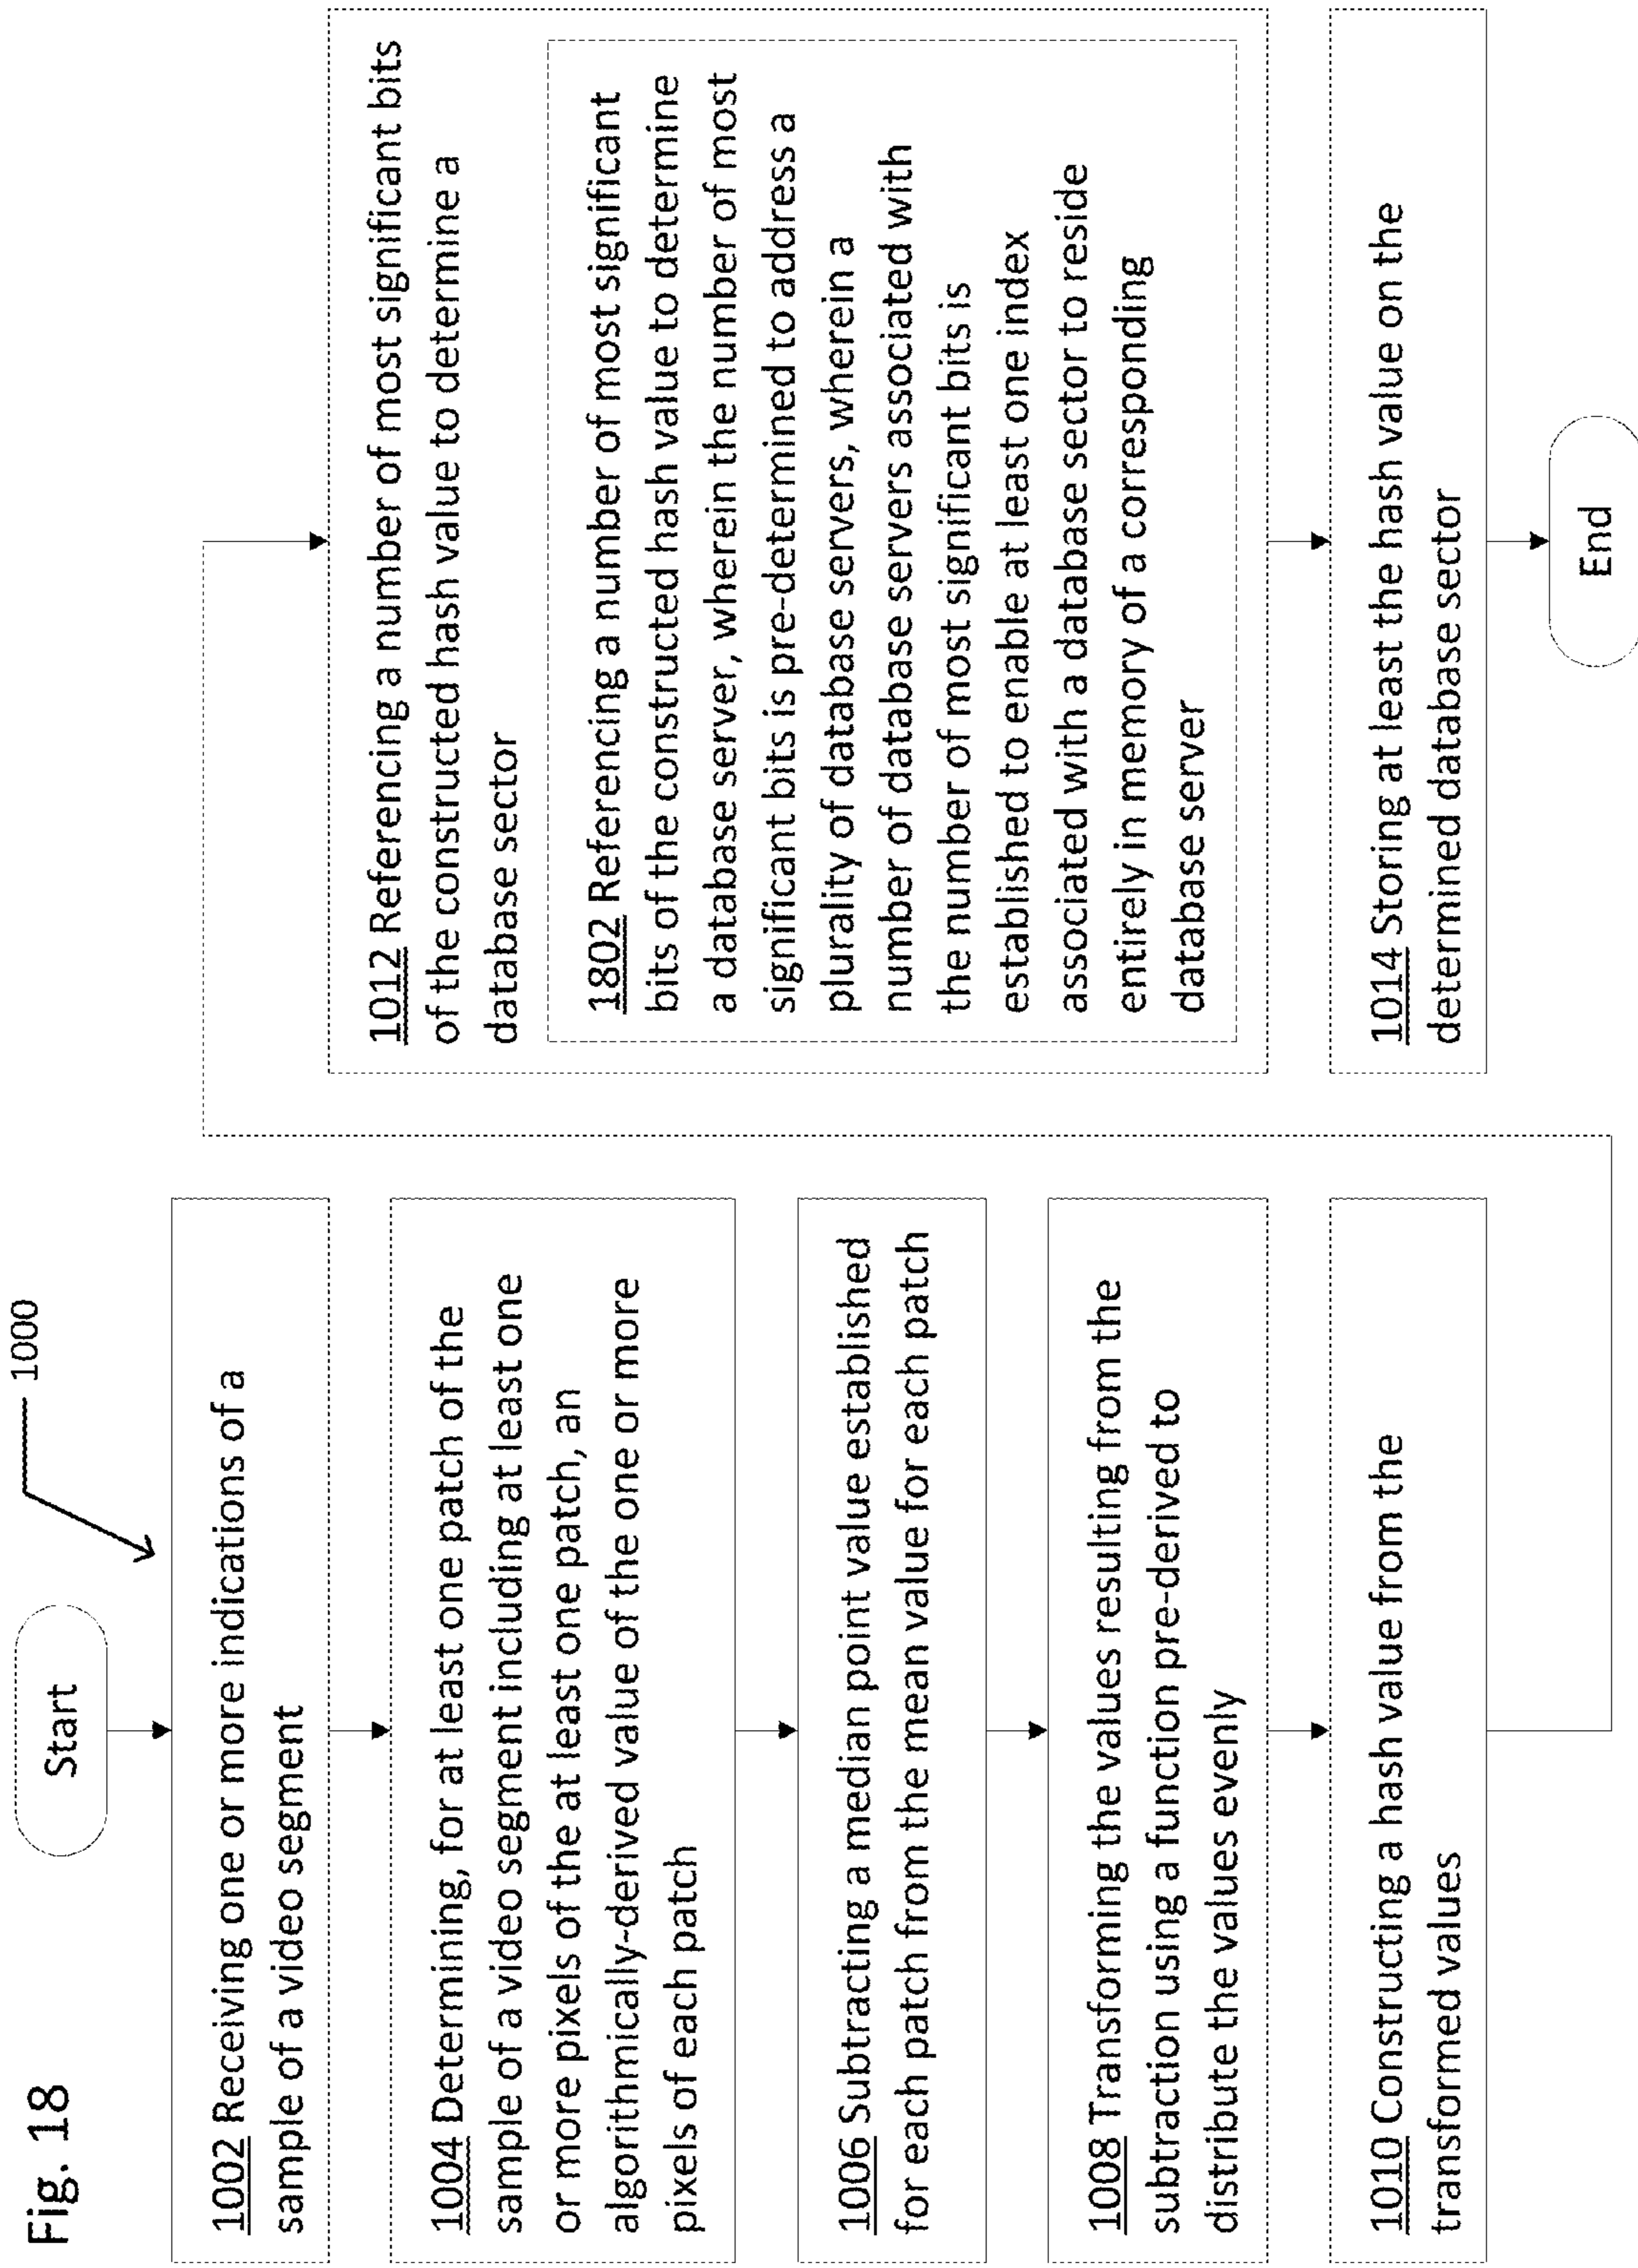 Fig. 18
1000
Start
1002 Receiving one or more indications of a
sample of a video segment
1004 Determining, for at least one patch of the
sample of a video segment including at least one
or more pixels of the at least one patch, an
algorithmically-derived value of the one or more
pixels of each patch
1006 Subtracting a median point value established
for each patch from the mean value for each patch
1008 Transforming the values resulting from the
subtraction using a function pre-derived to
distribute the values evenly
1010 Constructing a hash value from the
transformed values
1012 Referencing a number of most significant bits
of the constructed hash value to determine a
database sector
1802 Referencing a number of most significant
bits of the constructed hash value to determine
a database server, wherein the number of most
significant bits is pre-determined to address a
plurality of database servers, wherein a
number of database servers associated with
the number of most significant bits is
established to enable at least one index
associated with a database sector to reside
entirely in memory of a corresponding
database server
1014 Storing at least the hash value on the
determined database sector
End